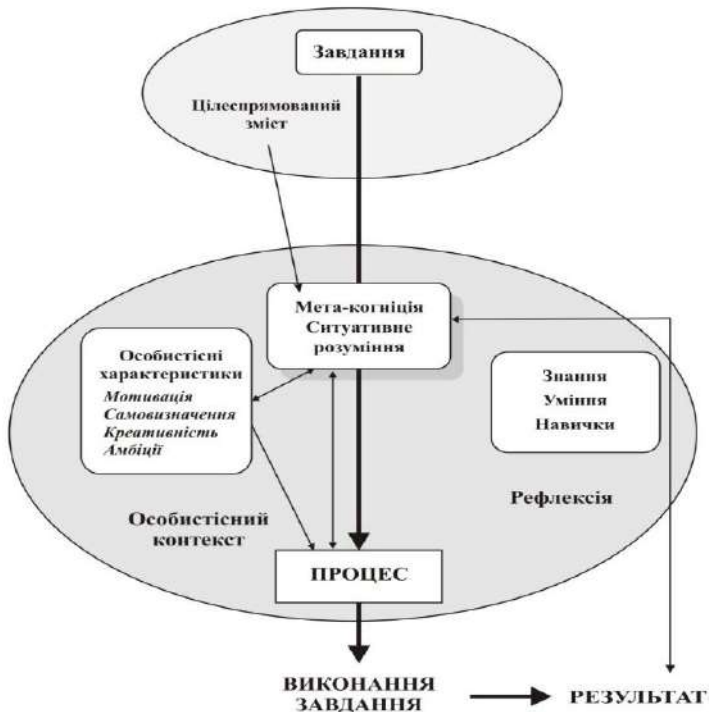 Завдання
Цілеспрямований
зміст
Мета-когніція
Ситуативне
розуміння
Особистісні
характеристики
Мотивація
Самовизначення
Креативність
Амбіції
Знання
Уміння
Навички
Рефлексія
Особистісний
контекст
ПРОЦЕС
ВИКОНАННЯ
ЗАВДАННЯ
РЕЗУЛЬТАТ